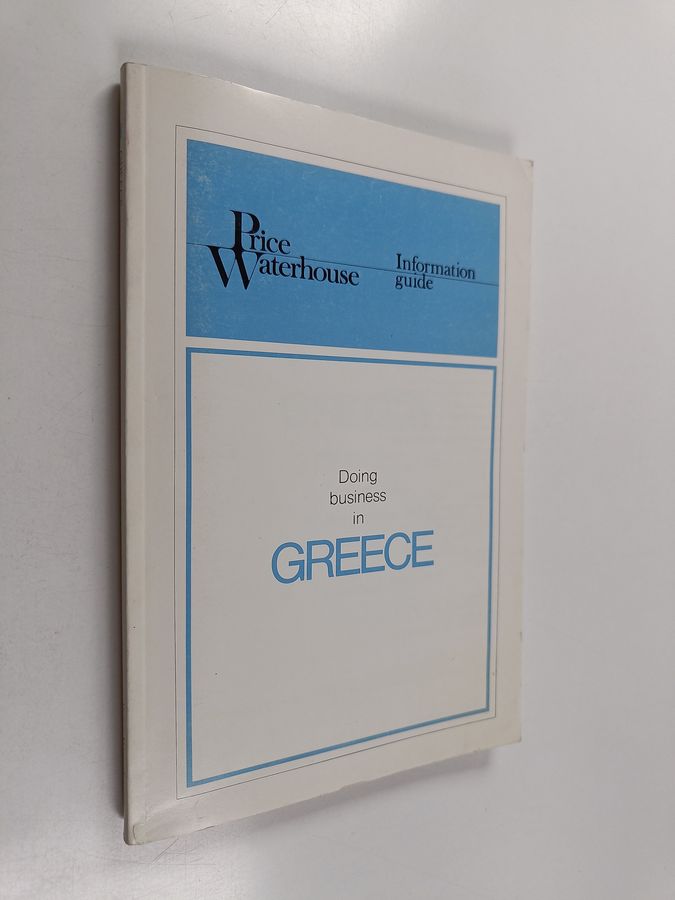 Price
Waterhouse
Information
guide
Doing
business
in
GREECE